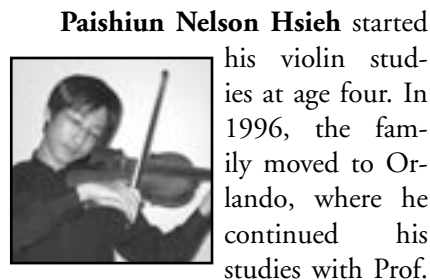 Paishiun Nelson Hsieh started
his violin stud-
ies at age four. In
1996, the fam-
ily moved to Or-
lando, where he
continued his
studies with Prof.